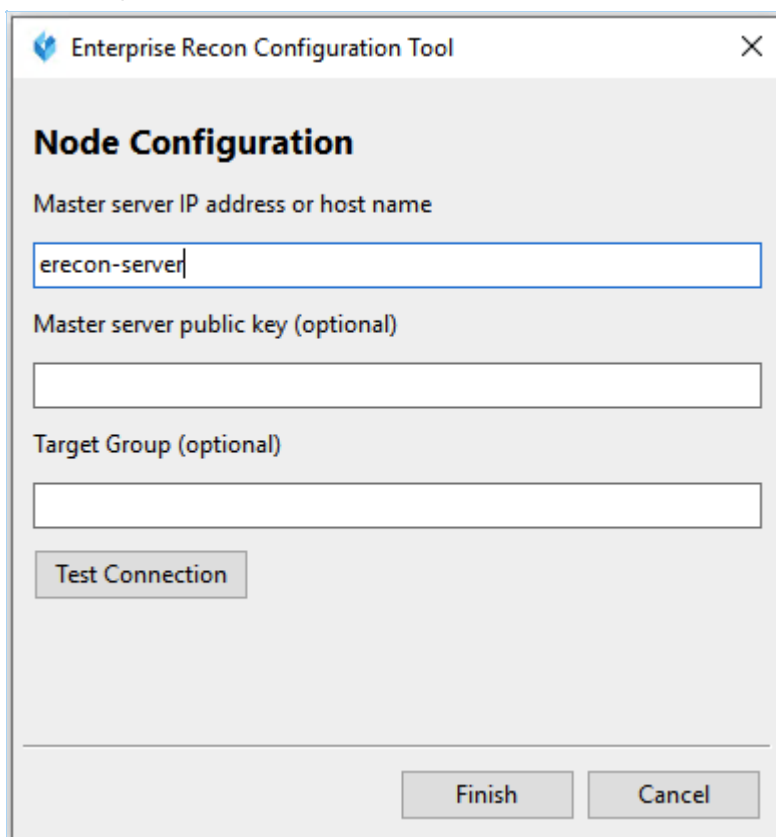 Enterprise Recon Configuration Tool
Node Configuration
Master server IP address or host name
erecon-server
Master server public key (optional)
Target Group (optional)
Test Connection
Finish Cancel